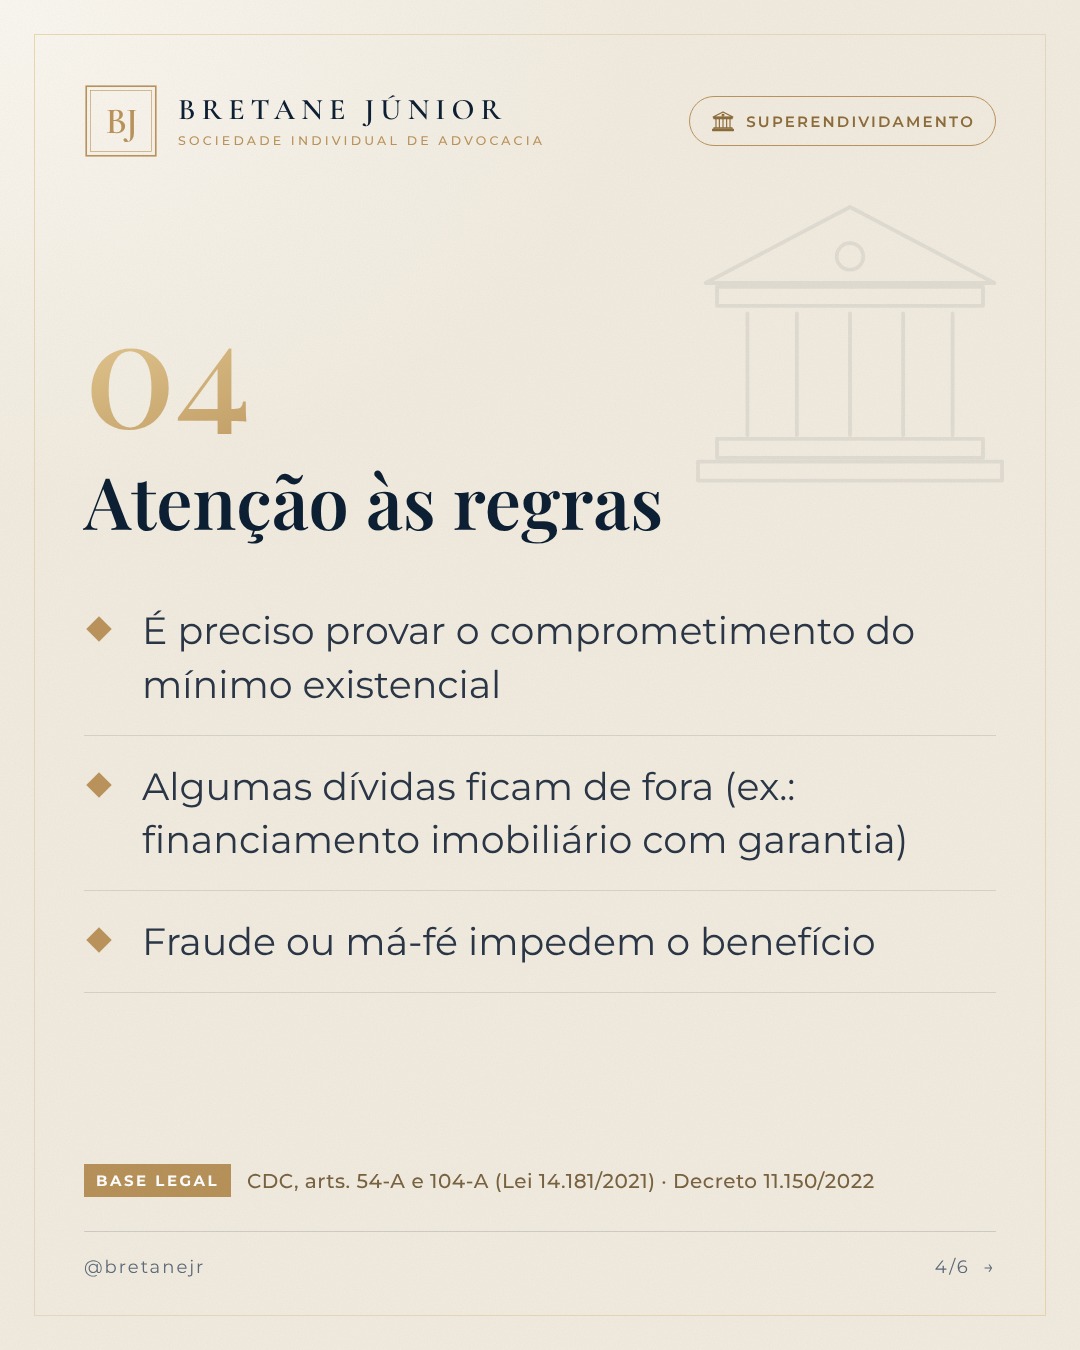 BJ
BRETANE JÚNIOR
SOCIEDADE INDIVIDUAL DE ADVOCACIA
SUPERENDIVIDAMENTO
04
Atenção às regras
É preciso provar o comprometimento do
mínimo existencial
Algumas dívidas ficam de fora (ex.:
financiamento imobiliário com garantia)
Fraude ou má-fé impedem o benefício
BASE LEGAL CDC, arts. 54-A e 104-A (Lei 14.181/2021) · Decreto 11.150/2022
@bretanejr
4/6 →